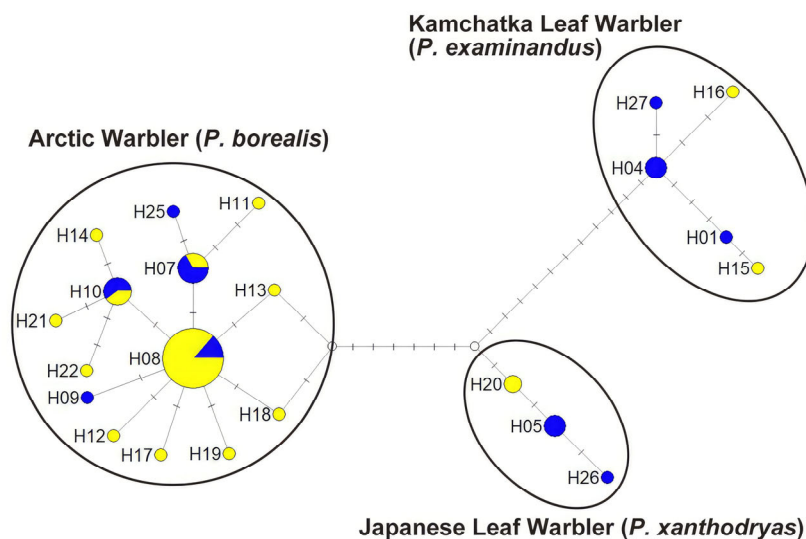 Kamchatka Leaf Warbler
(P. examinandus)
H27
H16
H04
H01
H15
Arctic Warbler (P. borealis)
H25
H11
H14
H07
H10
H13
H21
H08
H22
H09
H18
H12
H17
H19
H20
H05
H26
Japanese Leaf Warbler (P. xanthodryas)